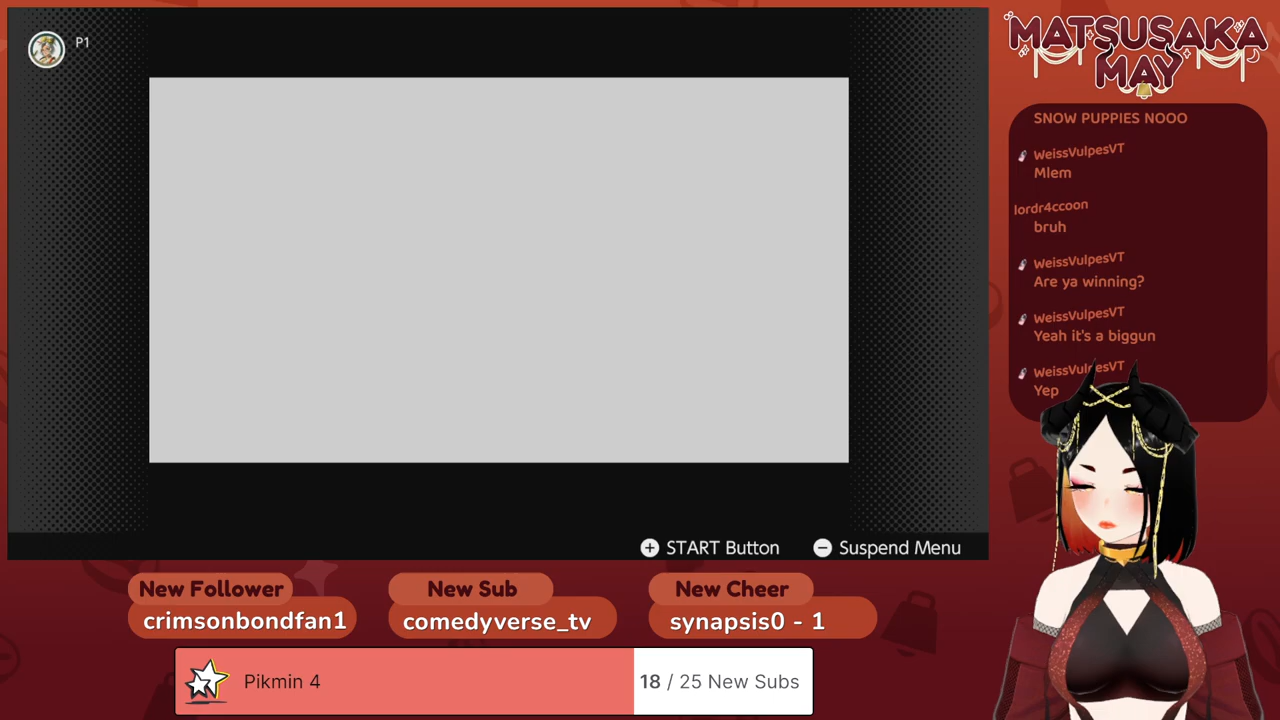 P1
START Button
Suspend Menu
MATSUSAKA
MAY
SNOW PUPPIES NOOO
WeissVulpesVT
Mlem
lordr4ccoon
bruh
WeissVulpesVT
Are ya winning?
WeissVulpesVT
Yeah it's a biggun
WeissVulpesVT
Yep
New Follower
crimsonbondfan1
New Sub
comedyverse_tv
New Cheer
synapsis0 - 1
Pikmin 4
18 / 25 New Subs